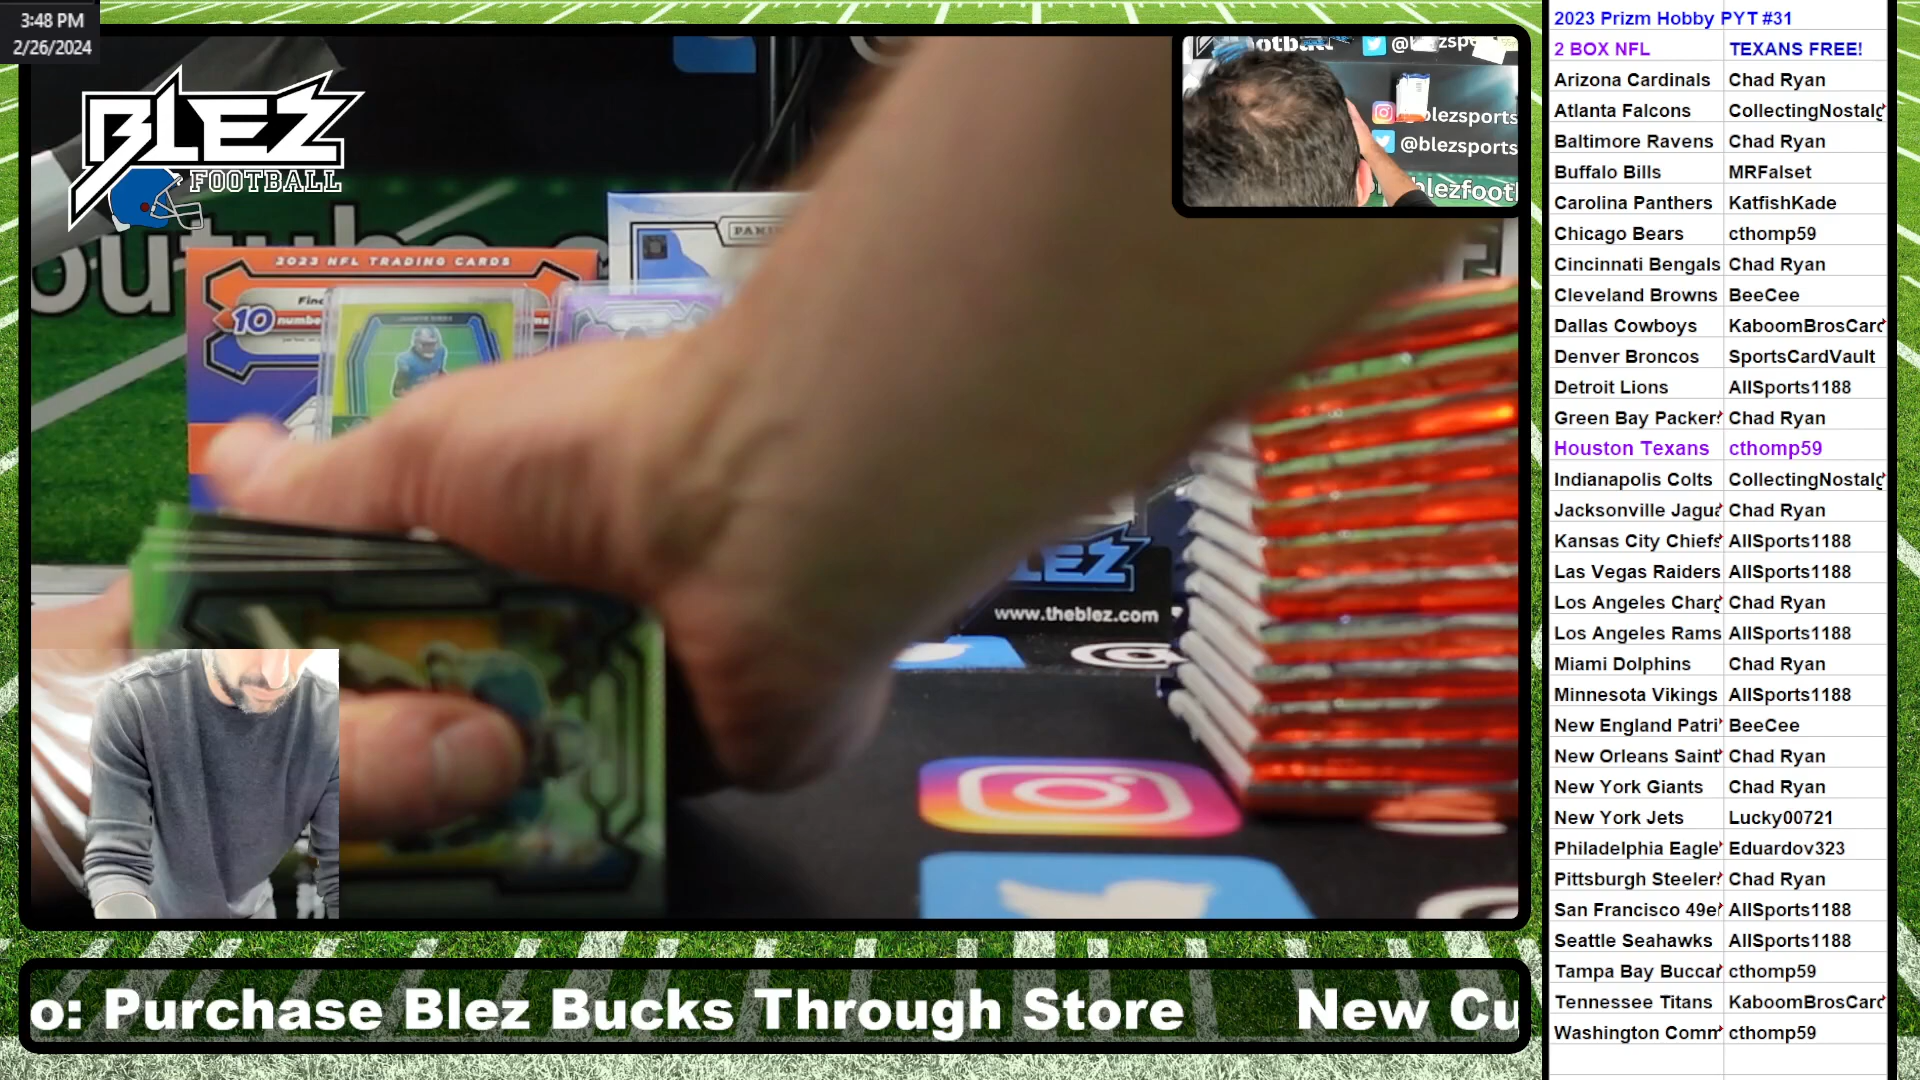 3:48 PM
2/26/2024
BLEZ
FOOTBALL
outu
2023 NFL TRADING CARDS
10
PANINI
@blezsports
blezsports
@blezsports
www.theblez.com
o: Purchase Blez Bucks Through Store New Cu
2023 Prizm Hobby PYT #31
2 BOX NFL TEXANS FREE!
Arizona Cardinals Chad Ryan
Atlanta Falcons CollectingNostalg
Baltimore Ravens Chad Ryan
Buffalo Bills MRFalset
Carolina Panthers KatfishKade
Chicago Bears cthomp59
Cincinnati Bengals Chad Ryan
Cleveland Browns BeeCee
Dallas Cowboys KaboomBrosCard
Denver Broncos SportsCardVault
Detroit Lions AllSports1188
Green Bay Packers Chad Ryan
Houston Texans cthomp59
Indianapolis Colts CollectingNostalg
Jacksonville Jagua Chad Ryan
Kansas City Chiefs AllSports1188
Las Vegas Raiders AllSports1188
Los Angeles Charg Chad Ryan
Los Angeles Rams AllSports1188
Miami Dolphins Chad Ryan
Minnesota Vikings AllSports1188
New England Patri BeeCee
New Orleans Saint Chad Ryan
New York Giants Chad Ryan
New York Jets Lucky00721
Philadelphia Eagle Eduardov323
Pittsburgh Steelers Chad Ryan
San Francisco 49er AllSports1188
Seattle Seahawks AllSports1188
Tampa Bay Buccar cthomp59
Tennessee Titans KaboomBrosCard
Washington Comm cthomp59